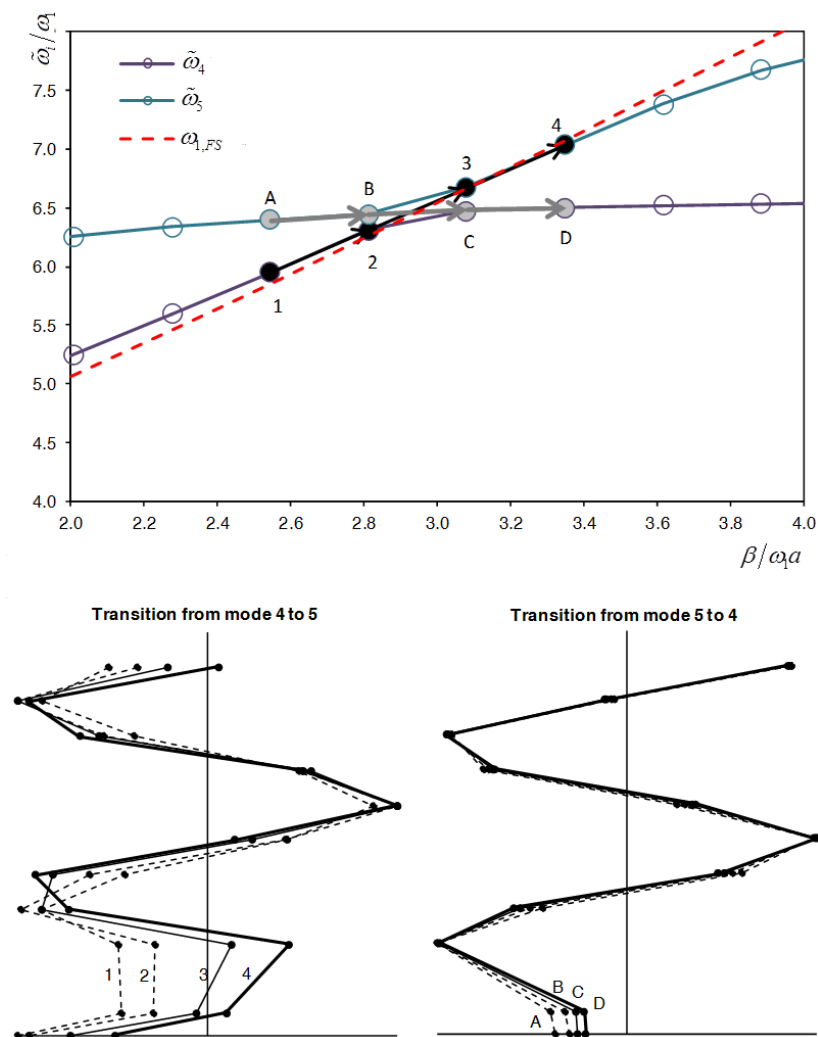 ω̃i/ω1
7.5
7.0
6.5
6.0
5.5
5.0
4.5
4.0
ω̃4
ω̃5
ω1,FS
A
B
C
D
1
2
3
4
2.0 2.2 2.4 2.6 2.8 3.0 3.2 3.4 3.6 3.8 4.0
β/ω1a
Transition from mode 4 to 5
1 2 3 4
Transition from mode 5 to 4
A B C D